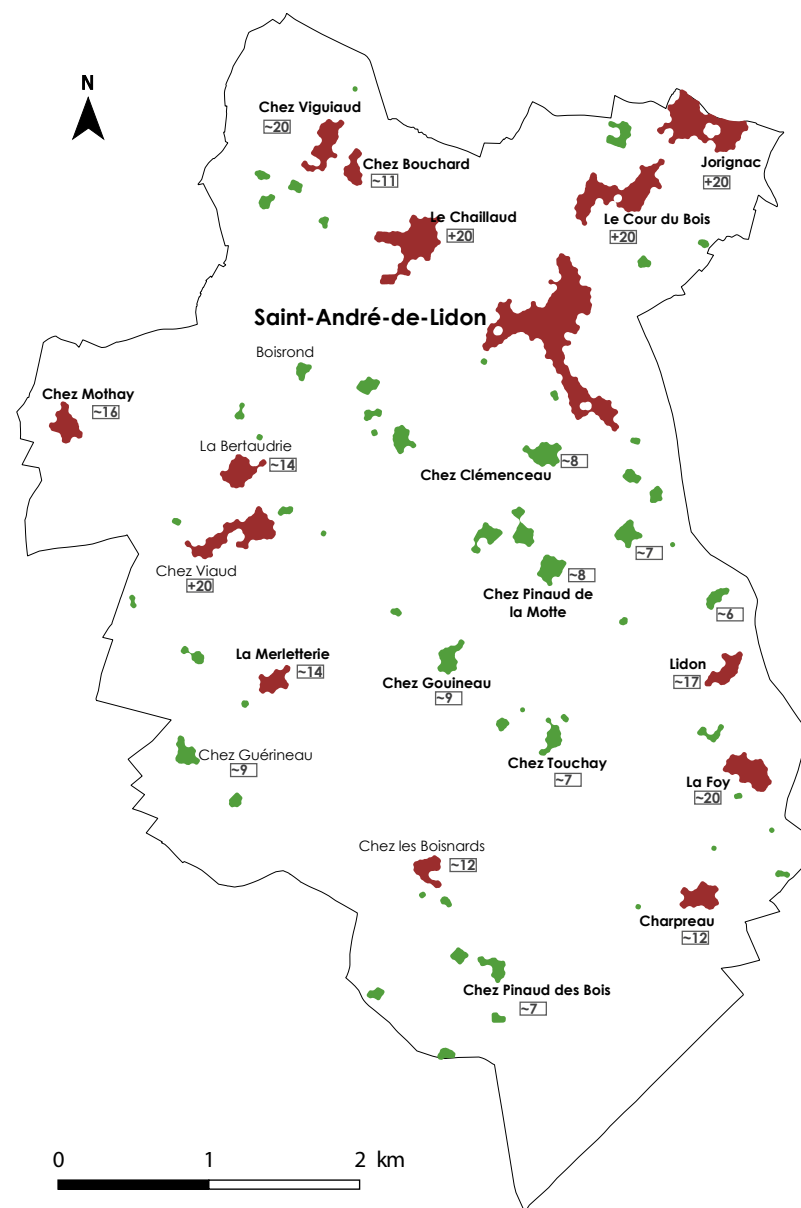 N
Chez Viguiaud
~20
Chez Bouchard
~11
Jorignac
+20
Le Chaillaud
+20
Le Cour du Bois
+20
Saint-André-de-Lidon
Boisrond
Chez Mothay
~16
La Bertaudrie
~14
Chez Clémenceau
~8
~7
Chez Viaud
+20
~8
Chez Pinaud de
la Motte
~6
La Merletterie
~14
Chez Gouineau
~9
Lidon
~17
Chez Guérineau
~9
Chez Touchay
~7
La Foy
~20
Chez les Boisnards
~12
Charpreau
~12
Chez Pinaud des Bois
~7
0 1 2 km